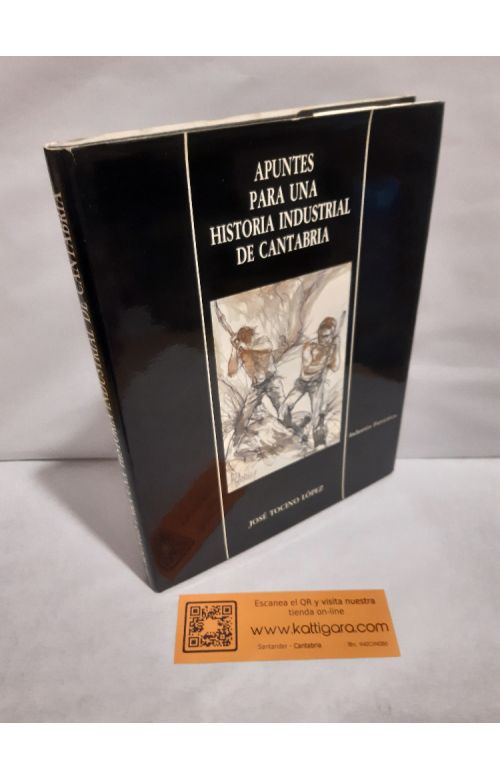 APUNTES
PARA UNA
HISTORIA INDUSTRIAL
DE CANTABRIA
JOSÉ TOCINO LÓPEZ
Escanea el QR y visita nuestra
tienda on-line
www.kattigara.com
Santander - Cantabria